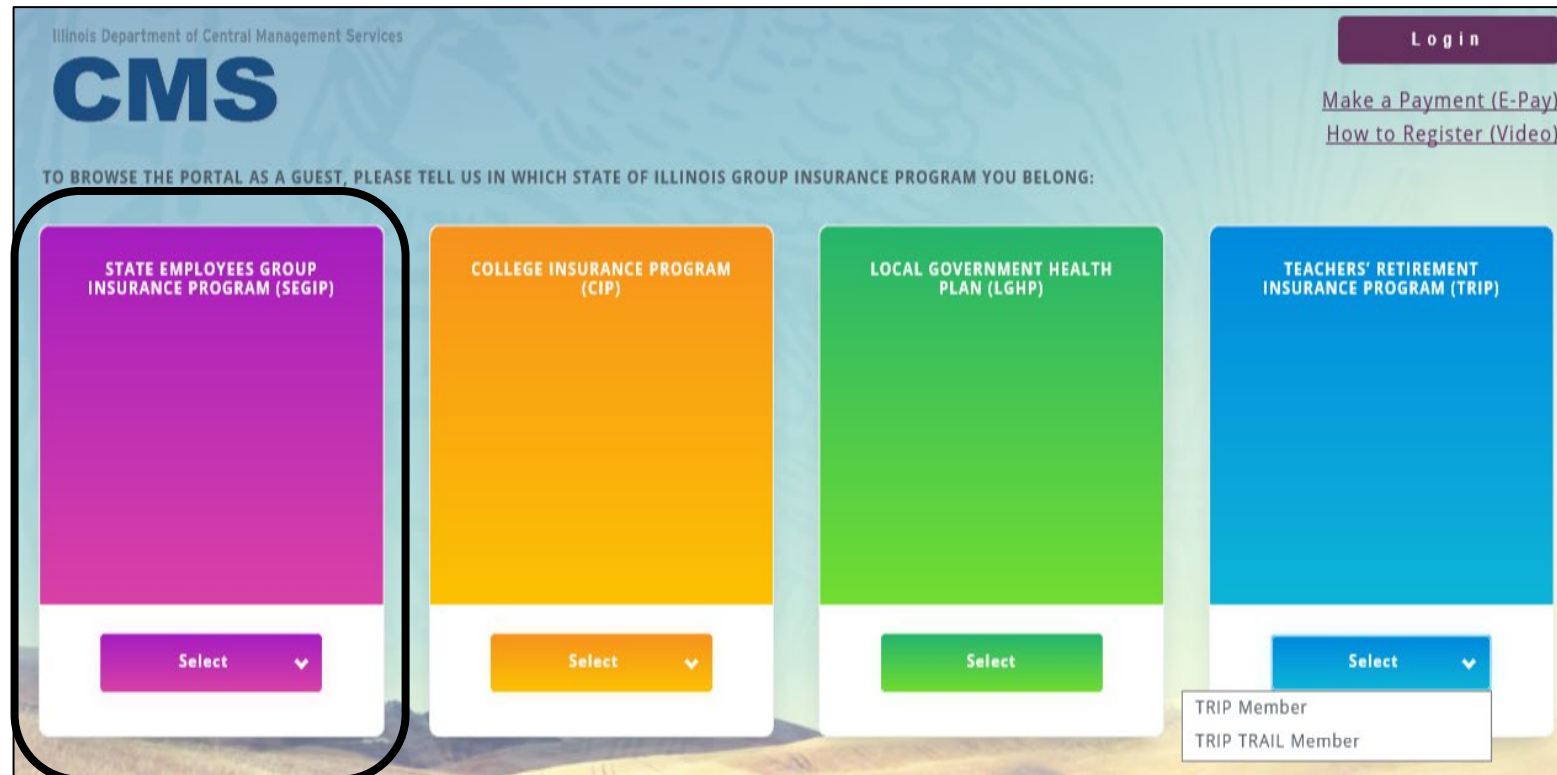 Illinois Department of Central Management Services
CMS
Login
Make a Payment (E-Pay)
How to Register (Video)
TO BROWSE THE PORTAL AS A GUEST, PLEASE TELL US IN WHICH STATE OF ILLINOIS GROUP INSURANCE PROGRAM YOU BELONG:
STATE EMPLOYEES GROUP
INSURANCE PROGRAM (SEGIP)
Select
COLLEGE INSURANCE PROGRAM
(CIP)
Select
LOCAL GOVERNMENT HEALTH
PLAN (LGHP)
Select
TEACHERS' RETIREMENT
INSURANCE PROGRAM (TRIP)
Select
TRIP Member
TRIP TRAIL Member